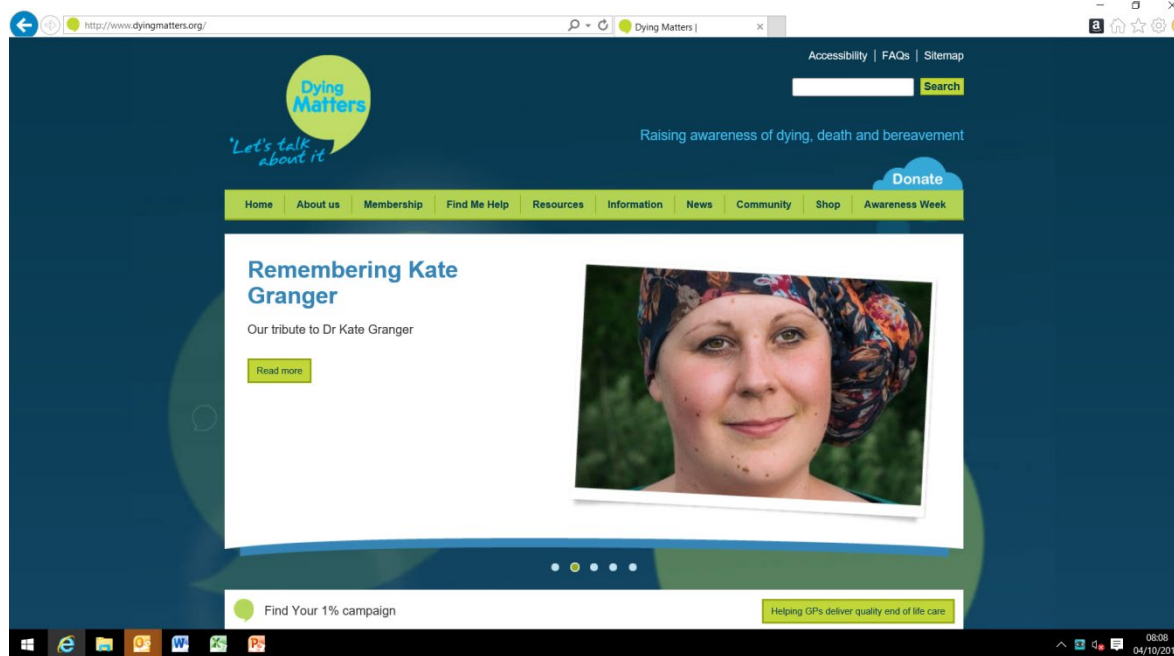 http://www.dyingmatters.org/
Dying Matters |
Accessibility | FAQs | Sitemap
Search
Dying
Matters
'Let's talk
about it
Raising awareness of dying, death and bereavement
Donate
Home About us Membership Find Me Help Resources Information News Community Shop Awareness Week
Remembering Kate
Granger
Our tribute to Dr Kate Granger
Read more
Find Your 1% campaign
Helping GPs deliver quality end of life care
08:08